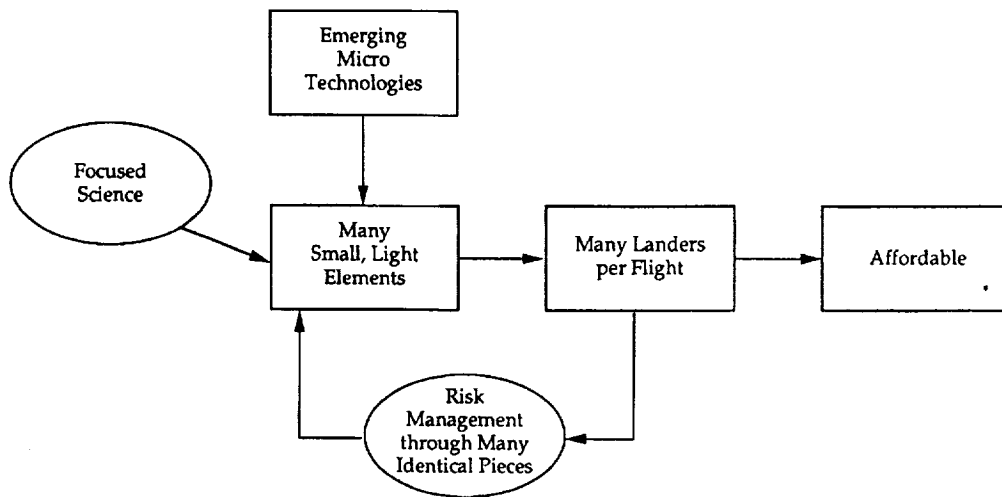 Emerging
Micro
Technologies
Focused
Science
Many
Small, Light
Elements
Many Landers
per Flight
Affordable
Risk
Management
through Many
Identical Pieces